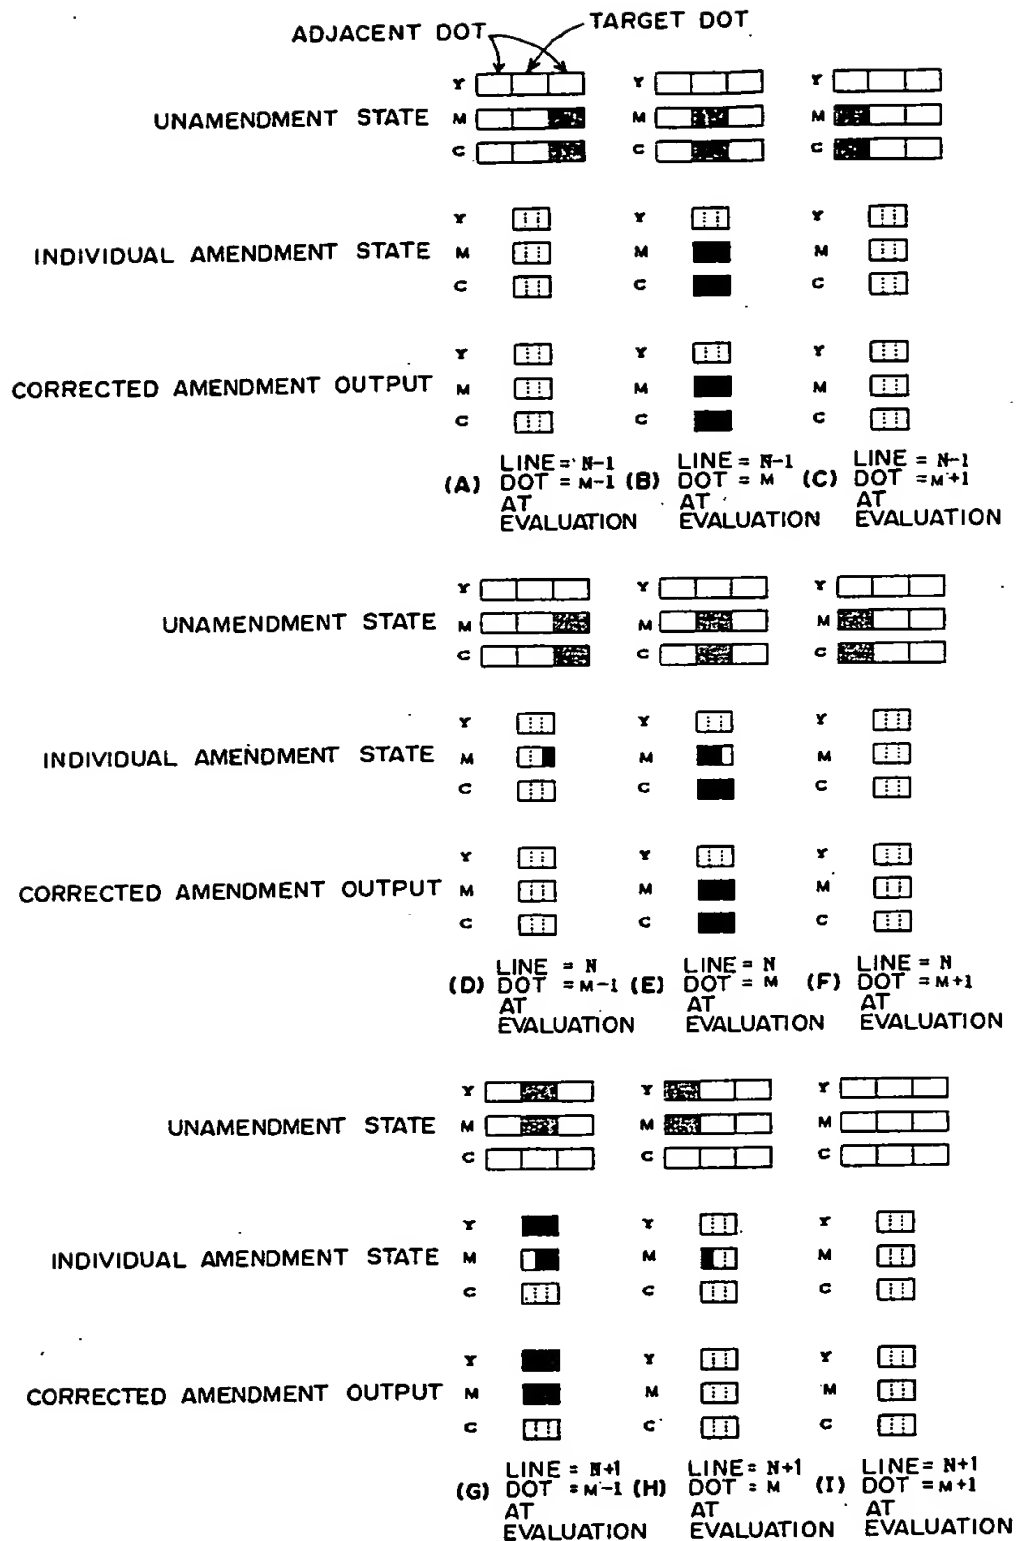 ADJACENT DOT TARGET DOT
Y Y Y
UNAMENDMENT STATE M M M
C C C
Y Y Y
INDIVIDUAL AMENDMENT STATE M M M
C C C
Y Y Y
CORRECTED AMENDMENT OUTPUT M M M
C C C
(A) LINE = N-1 DOT = M-1 AT EVALUATION
(B) LINE = N-1 DOT = M AT EVALUATION
(C) LINE = N-1 DOT = M+1 AT EVALUATION
Y Y Y
UNAMENDMENT STATE M M M
C C C
Y Y Y
INDIVIDUAL AMENDMENT STATE M M M
C C C
Y Y Y
CORRECTED AMENDMENT OUTPUT M M M
C C C
(D) LINE = N DOT = M-1 AT EVALUATION
(E) LINE = N DOT = M AT EVALUATION
(F) LINE = N DOT = M+1 AT EVALUATION
Y Y Y
UNAMENDMENT STATE M M M
C C C
Y Y Y
INDIVIDUAL AMENDMENT STATE M M M
C C C
Y Y Y
CORRECTED AMENDMENT OUTPUT M M M
C C C
(G) LINE = N+1 DOT = M-1 AT EVALUATION
(H) LINE = N+1 DOT = M AT EVALUATION
(I) LINE = N+1 DOT = M+1 AT EVALUATION